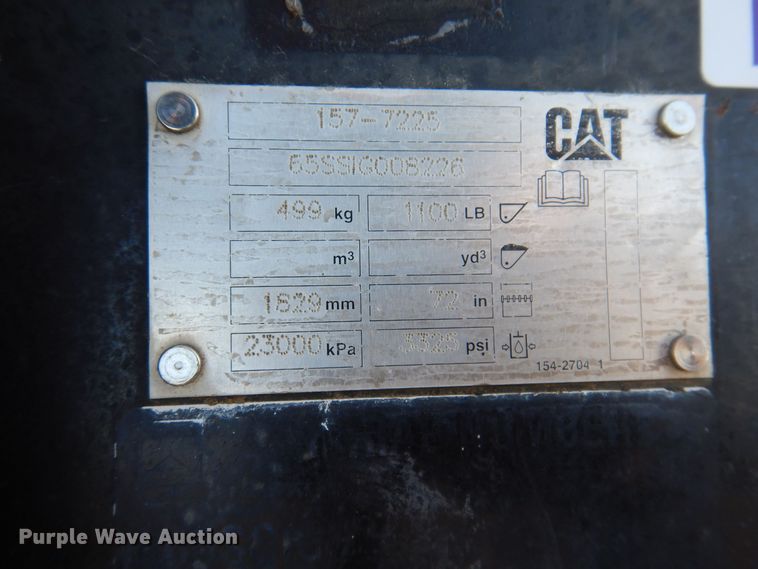 157-7225
CAT
65SSIG008226
499 kg 1100 LB
m³ yd³
1829 mm 72 in
23000 kPa 3325 psi
154-2704 1
Purple Wave Auction